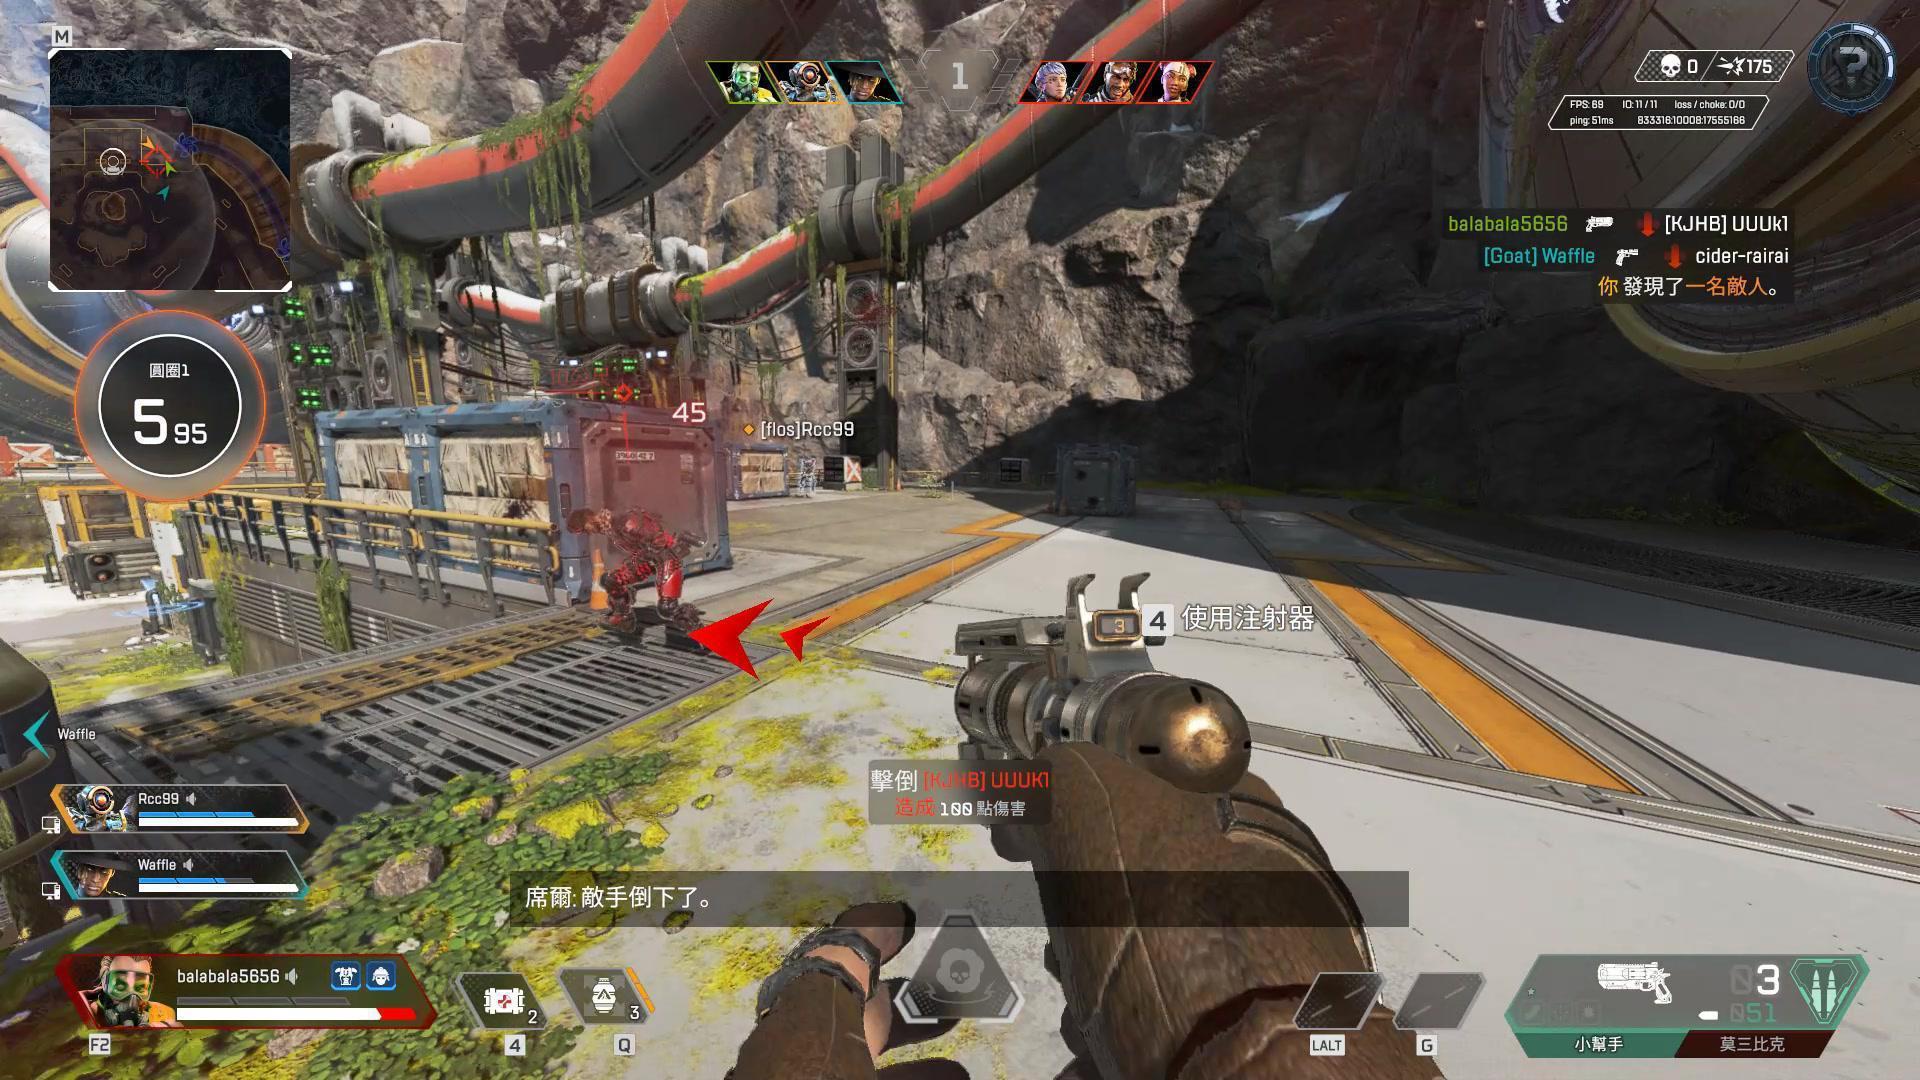 M
1
0 175
FPS: 69 IO: 11 / 11 loss / choke: 0/0
ping: 51ms 833316:10008:17555166
balabala5656 [KJHB] UUUk1
[Goat] Waffle cider-rairai
你 發現了一名敵人。
圓圈1
5 95
45
[flos]Rcc99
3
4 使用注射器
Waffle
Rcc99
擊倒 [KJHB] UUUK1
造成 100 點傷害
Waffle
席爾: 敵手倒下了。
balabala5656
2
3
03
051
F2
4
Q
LALT
G
小幫手
莫三比克